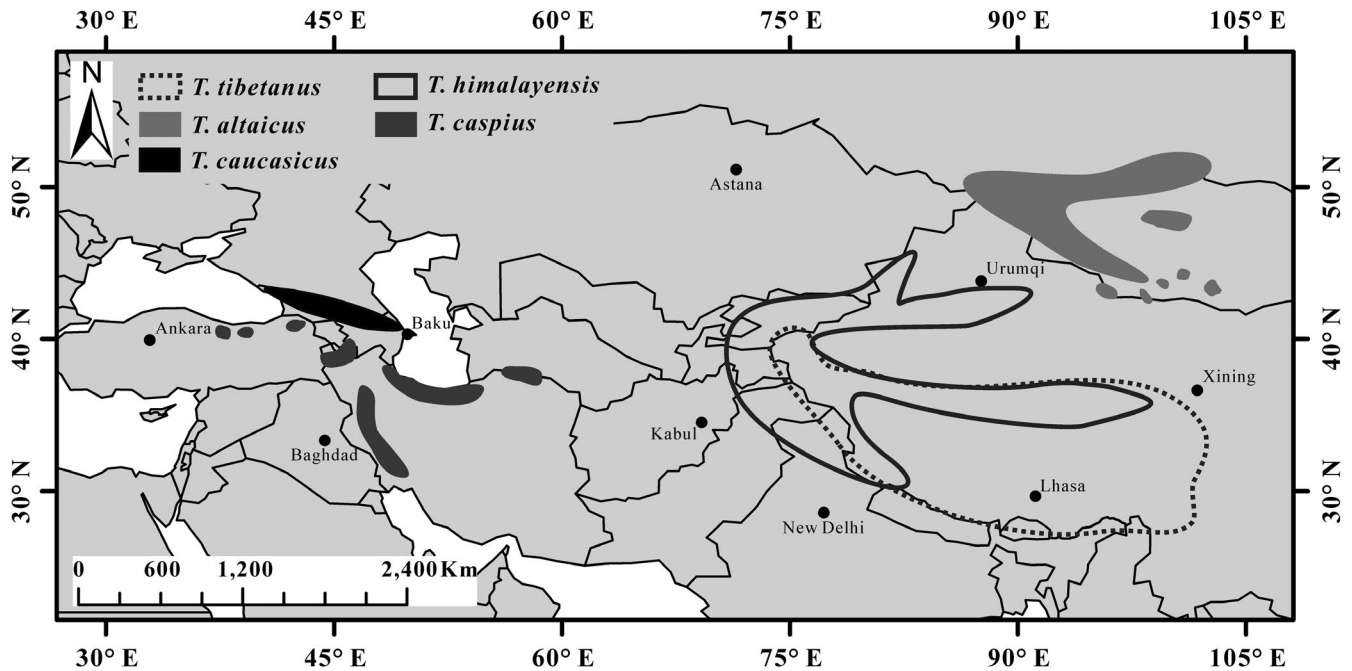 30° E 45° E 60° E 75° E 90° E 105° E
N
T. tibetanus T. himalayensis
T. altaicus T. caspius
T. caucasicus
50° N 50° N
Astana
Urumqi
Ankara Baku
40° N 40° N
Xining
Kabul
Baghdad
30° N 30° N
Lhasa
New Delhi
0 600 1,200 2,400 Km
30° E 45° E 60° E 75° E 90° E 105° E